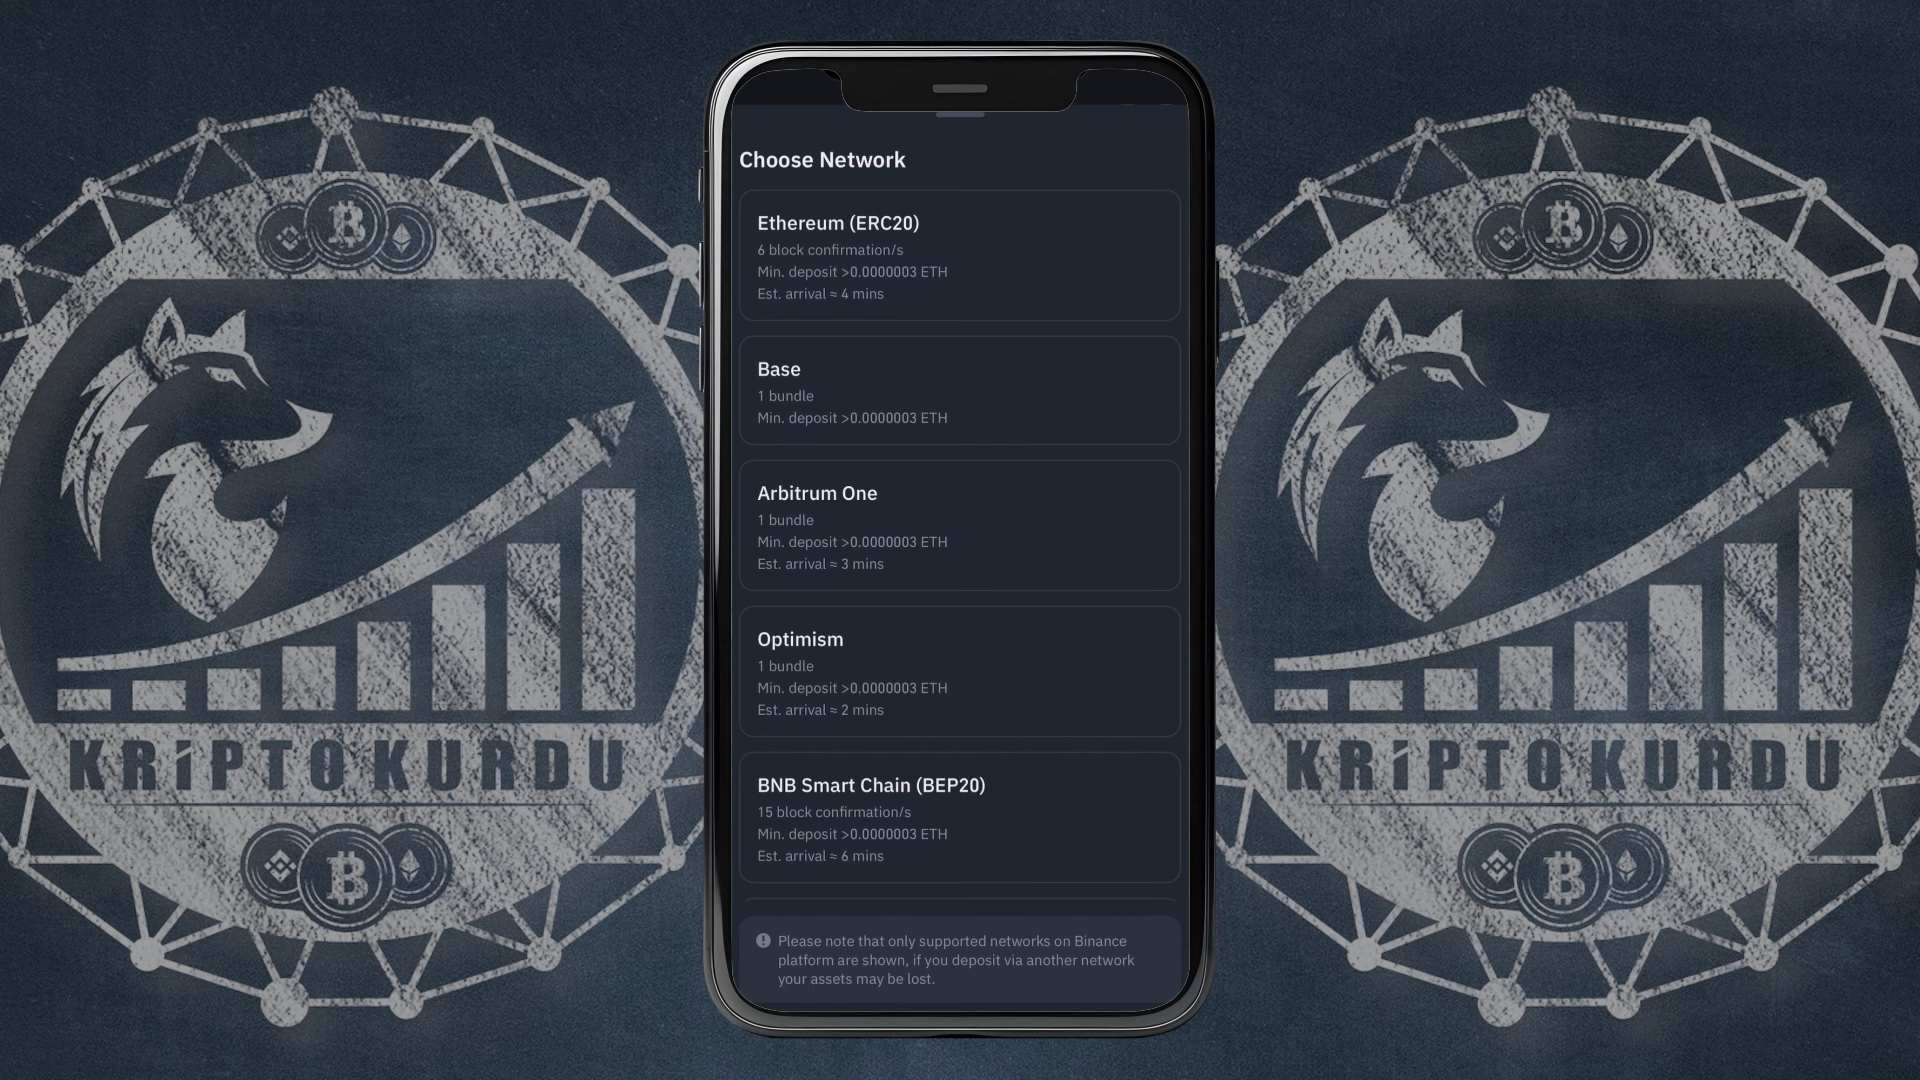 Choose Network
Ethereum (ERC20)
6 block confirmation/s
Min. deposit >0.0000003 ETH
Est. arrival ≈ 4 mins
Base
1 bundle
Min. deposit >0.0000003 ETH
Arbitrum One
1 bundle
Min. deposit >0.0000003 ETH
Est. arrival ≈ 3 mins
Optimism
1 bundle
Min. deposit >0.0000003 ETH
Est. arrival ≈ 2 mins
BNB Smart Chain (BEP20)
15 block confirmation/s
Min. deposit >0.0000003 ETH
Est. arrival ≈ 6 mins
Please note that only supported networks on Binance
platform are shown, if you deposit via another network
your assets may be lost.
KRiPTO KURDU
KRiPTO KURDU